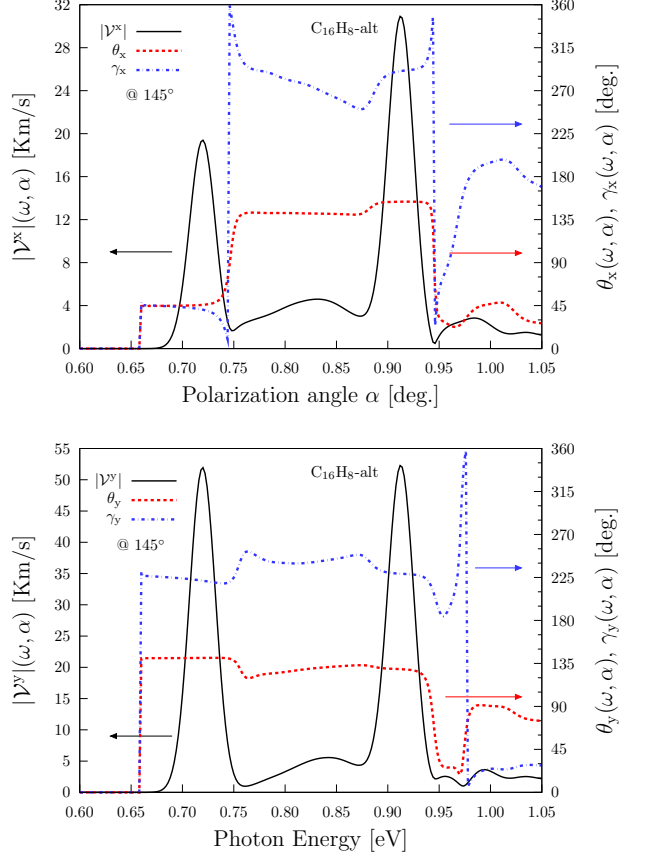 |𝒱ˣ|
θₓ
γₓ
C₁₆H₈-alt
@ 145°
32
28
24
20
16
12
8
4
0
360
315
270
225
180
135
90
45
0
|𝒱ˣ|(ω, α) [Km/s]
θₓ(ω, α), γₓ(ω, α) [deg.]
0.60 0.65 0.70 0.75 0.80 0.85 0.90 0.95 1.00 1.05
Polarization angle α [deg.]
|𝒱ʸ|
θ_y
γ_y
C₁₆H₈-alt
@ 145°
55
50
45
40
35
30
25
20
15
10
5
0
360
315
270
225
180
135
90
45
0
|𝒱ʸ|(ω, α) [Km/s]
θ_y(ω, α), γ_y(ω, α) [deg.]
0.60 0.65 0.70 0.75 0.80 0.85 0.90 0.95 1.00 1.05
Photon Energy [eV]